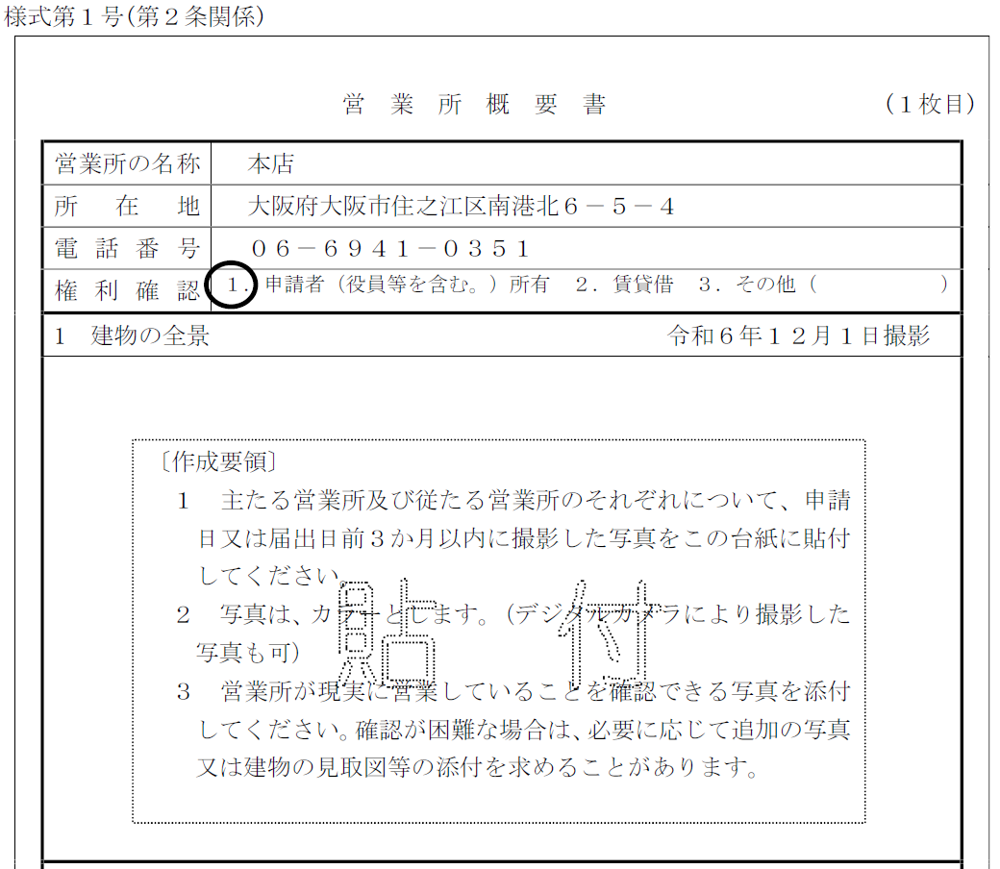 様式第１号(第２条関係)
営　業　所　概　要　書　（１枚目）
営業所の名称　本店
所　在　地　大阪府大阪市住之江区南港北６－５－４
電　話　番　号　０６－６９４１－０３５１
権　利　確　認　１．申請者（役員等を含む。）所有　２．賃貸借　３．その他（　　　　　　）
１　建物の全景　令和６年１２月１日撮影
〔作成要領〕
１　主たる営業所及び従たる営業所のそれぞれについて、申請
日又は届出日前３か月以内に撮影した写真をこの台紙に貼付
してください。
２　写真は、カラーとします。（デジタルカメラにより撮影した
写真も可）
貼　付
３　営業所が現実に営業していることを確認できる写真を添付
してください。確認が困難な場合は、必要に応じて追加の写真
又は建物の見取図等の添付を求めることがあります。